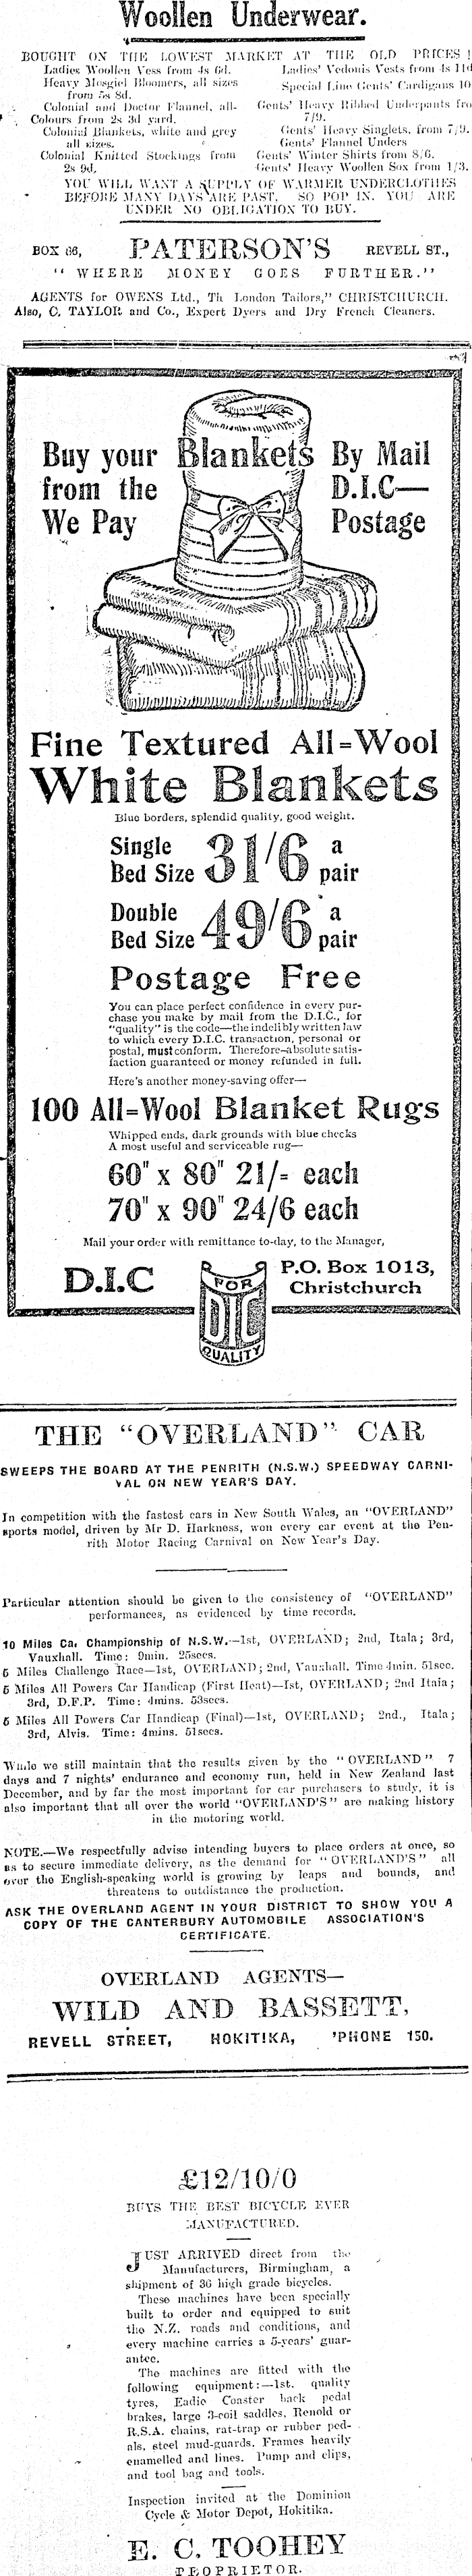 Woollen Underwear.
BOUGHT ON THE LOWEST MARKET AT THE OLD PRICES!
Ladies Woollen Vess from 4s 6d.
Heavy Mosgiel Bloomers, all sizes
from 5s 8d.
Colonial and Doctor Flannel, all-
Colours from 2s 3d yard.
Colonial Blankets, white and grey
all sizes.
Colonial Knitted Stockings from
2s 9d.
Ladies' Vedonis Vests from 4s 11d
Special Line Gents' Cardigans 10
Gents' Heavy Ribbed Underpants fro
7/9.
Gents' Heavy Singlets, from 7/9.
Gents' Flannel Unders
Gents' Winter Shirts from 8/6.
Gents' Heavy Woollen Sox from 1/3.
YOU WILL WANT A SUPPLY OF WARMER UNDERCLOTHES
BEFORE MANY DAYS ARE PAST. SO POP IN. YOU ARE
UNDER NO OBLIGATION TO BUY.
BOX 66, PATERSON'S REVELL ST.,
"WHERE MONEY GOES FURTHER."
AGENTS for OWENS Ltd., Th London Tailors," CHRISTCHURCH.
Also, C. TAYLOR and Co., Expert Dyers and Dry French Cleaners.
Buy your Blankets By Mail
from the D.I.C—
We Pay Postage
Fine Textured All=Wool
White Blankets
Blue borders, splendid quality, good weight.
Single Bed Size 31/6 a pair
Double Bed Size 49/6 a pair
Postage Free
You can place perfect confidence in every pur-
chase you make by mail from the D.I.C., for
"quality" is the code—the indelibly written law
to which every D.I.C. transaction, personal or
postal, must conform. Therefore—absolute satis-
faction guaranteed or money refunded in full.
Here's another money-saving offer—
100 All=Wool Blanket Rugs
Whipped ends, dark grounds with blue checks
A most useful and serviceable rug—
60" x 80" 21/= each
70" x 90" 24/6 each
Mail your order with remittance to-day, to the Manager,
D.I.C
FOR
DIC
QUALITY
P.O. Box 1013,
Christchurch
THE "OVERLAND" CAR
SWEEPS THE BOARD AT THE PENRITH (N.S.W.) SPEEDWAY CARNI-
VAL ON NEW YEAR'S DAY.
In competition with the fastest cars in New South Wales, an "OVERLAND"
sports model, driven by Mr D. Harkness, won every car event at the Pen-
rith Motor Racing Carnival on New Year's Day.
Particular attention should be given to the consistency of "OVERLAND"
performances, as evidenced by time records.
10 Miles Ca. Championship of N.S.W.—1st, OVERLAND; 2nd, Itala; 3rd,
Vauxhall. Time: 9min. 25secs.
5 Miles Challenge Race—1st, OVERLAND; 2nd, Vauxhall. Time 4min. 51sec.
5 Miles All Powers Car Handicap (First Heat)—1st, OVERLAND; 2nd Itala;
3rd, D.F.P. Time: 4mins. 53secs.
5 Miles All Powers Car Handicap (Final)—1st, OVERLAND; 2nd., Itala;
3rd, Alvis. Time: 4mins. 51secs.
While we still maintain that the results given by the "OVERLAND" 7
days and 7 nights' endurance and economy run, held in New Zealand last
December, and by far the most important for car purchasers to study, it is
also important that all over the world "OVERLAND'S" are making history
in the motoring world.
NOTE.—We respectfully advise intending buyers to place orders at once, so
as to secure immediate delivery, as the demand for "OVERLAND'S" all
over the English-speaking world is growing by leaps and bounds, and
threatens to outdistance the production.
ASK THE OVERLAND AGENT IN YOUR DISTRICT TO SHOW YOU A
COPY OF THE CANTERBURY AUTOMOBILE ASSOCIATION'S
CERTIFICATE.
OVERLAND AGENTS—
WILD AND BASSETT,
REVELL STREET, HOKITIKA, 'PHONE 150.
£12/10/0
BUYS THE BEST BICYCLE EVER
MANUFACTURED.
JUST ARRIVED direct from the
Manufacturers, Birmingham, a
shipment of 36 high grade bicycles.
These machines have been specially
built to order and equipped to suit
the N.Z. roads and conditions, and
every machine carries a 5-years' guar-
antee.
The machines are fitted with the
following equipment:—1st. quality
tyres, Eadie Coaster back pedal
brakes, large 3-coil saddles, Renold or
R.S.A. chains, rat-trap or rubber ped-
als, steel mud-guards. Frames heavily
enamelled and lines. Pump and clips,
and tool bag and tools.
Inspection invited at the Dominion
Cycle & Motor Depot, Hokitika.
E. C. TOOHEY
PROPRIETOR.